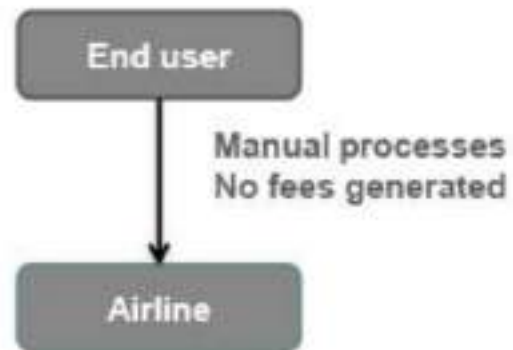 End user
Manual processes
No fees generated
Airline